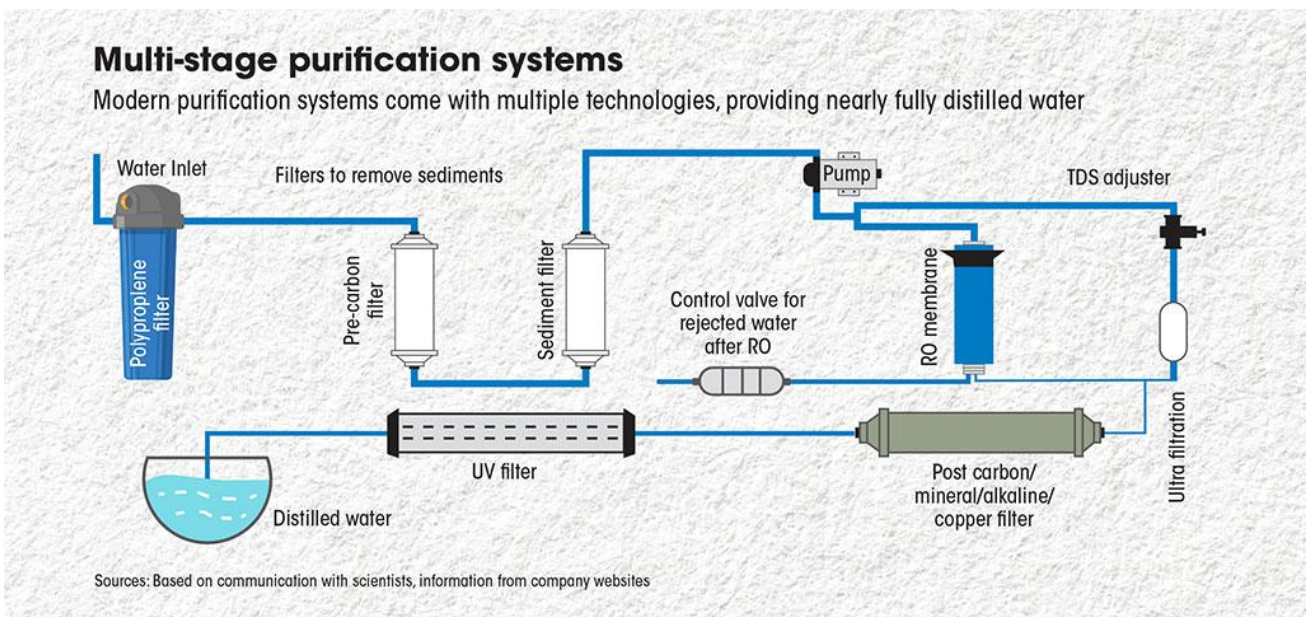 Multi-stage purification systems
Modern purification systems come with multiple technologies, providing nearly fully distilled water
Water Inlet
Filters to remove sediments
Pump
TDS adjuster
Polyproplene
filter
Pre-carbon
filter
Sediment filter
Control valve for
rejected water
after RO
RO membrane
Ultra filtration
UV filter
Post carbon/
mineral/alkaline/
copper filter
Distilled water
Sources: Based on communication with scientists, information from company websites